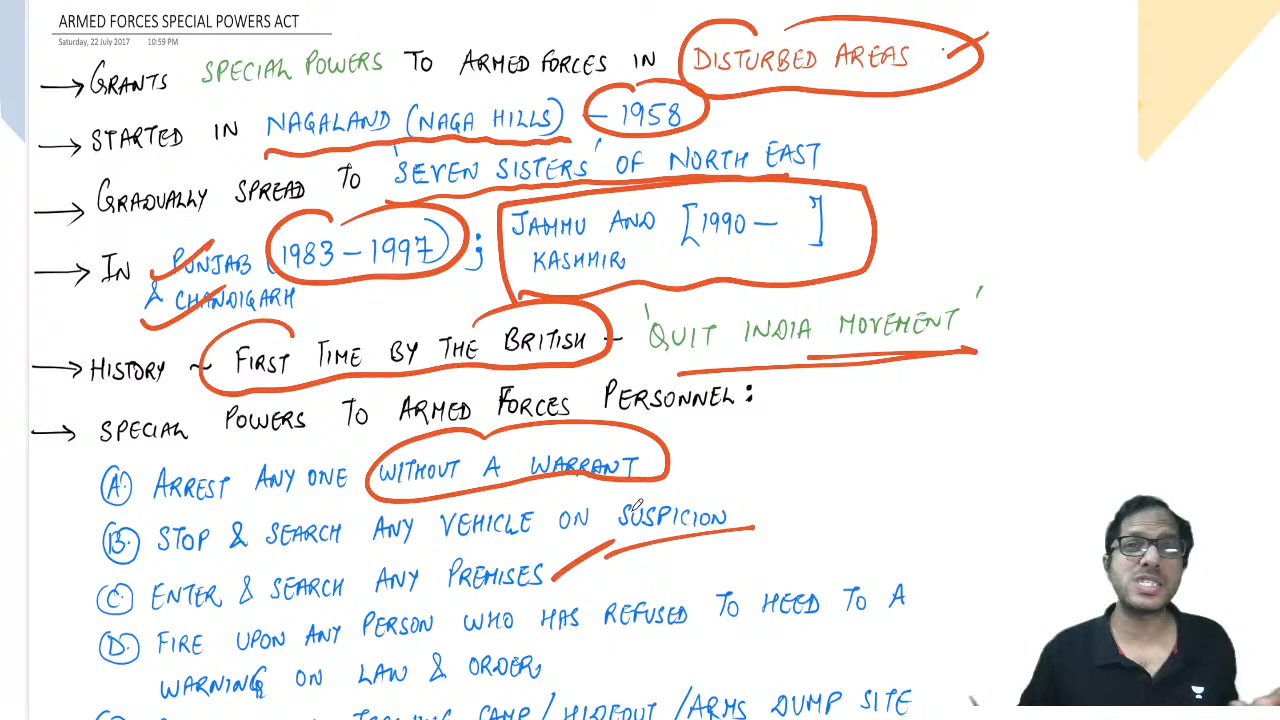 ARMED FORCES SPECIAL POWERS ACT
Saturday, 22 July 2017 10:59 PM
→ GRANTS SPECIAL POWERS TO ARMED FORCES IN DISTURBED AREAS
→ STARTED IN NAGALAND (NAGA HILLS) – 1958
→ GRADUALLY SPREAD TO 'SEVEN SISTERS' OF NORTH EAST
→ IN PUNJAB (1983 – 1997) ; JAMMU AND [1990 – ]
& CHANDIGARH KASHMIR
→ HISTORY ~ FIRST TIME BY THE BRITISH – 'QUIT INDIA MOVEMENT'
→ SPECIAL POWERS TO ARMED FORCES PERSONNEL:
(A) ARREST ANY ONE WITHOUT A WARRANT
(B) STOP & SEARCH ANY VEHICLE ON SUSPICION
(C) ENTER & SEARCH ANY PREMISES
(D) FIRE UPON ANY PERSON WHO HAS REFUSED TO HEED TO A
WARNING ON LAW & ORDER
TRAINING CAMP/HIDEOUT/ARMS DUMP SITE